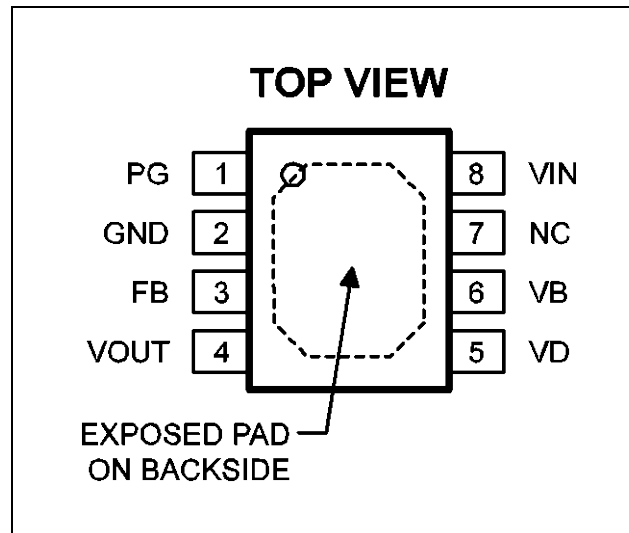 TOP VIEW
PG 1 8 VIN
GND 2 7 NC
FB 3 6 VB
VOUT 4 5 VD
EXPOSED PAD
ON BACKSIDE